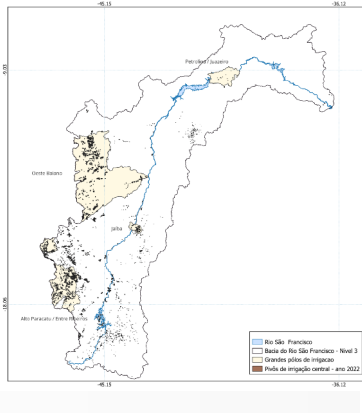 -45,15
-36,12
-9,03
Petrolina / Juazeiro
Oeste Baiano
Jaíba
-18,06
Alto Paracatu / Entre Ribeiros
Rio São Francisco
Bacia do Rio São Francisco - Nível 3
Grandes pólos de irrigacao
Pivôs de irrigação central - ano 2022
-45,15
-36,12